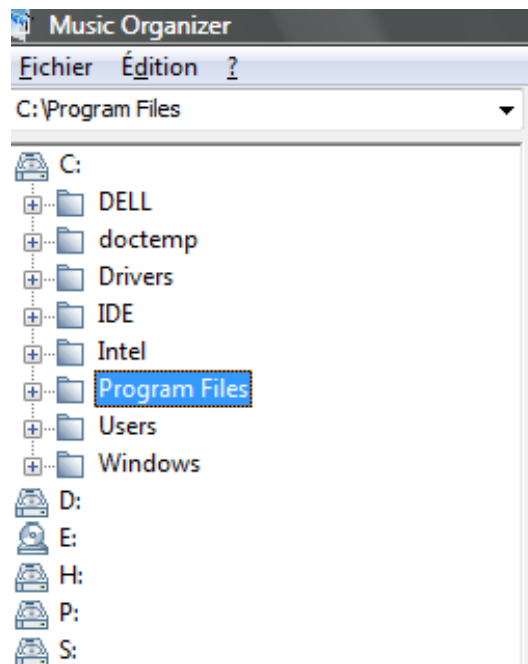 Music Organizer
Fichier Édition ?
C:\Program Files
C:
DELL
doctemp
Drivers
IDE
Intel
Program Files
Users
Windows
D:
E:
H:
P:
S: